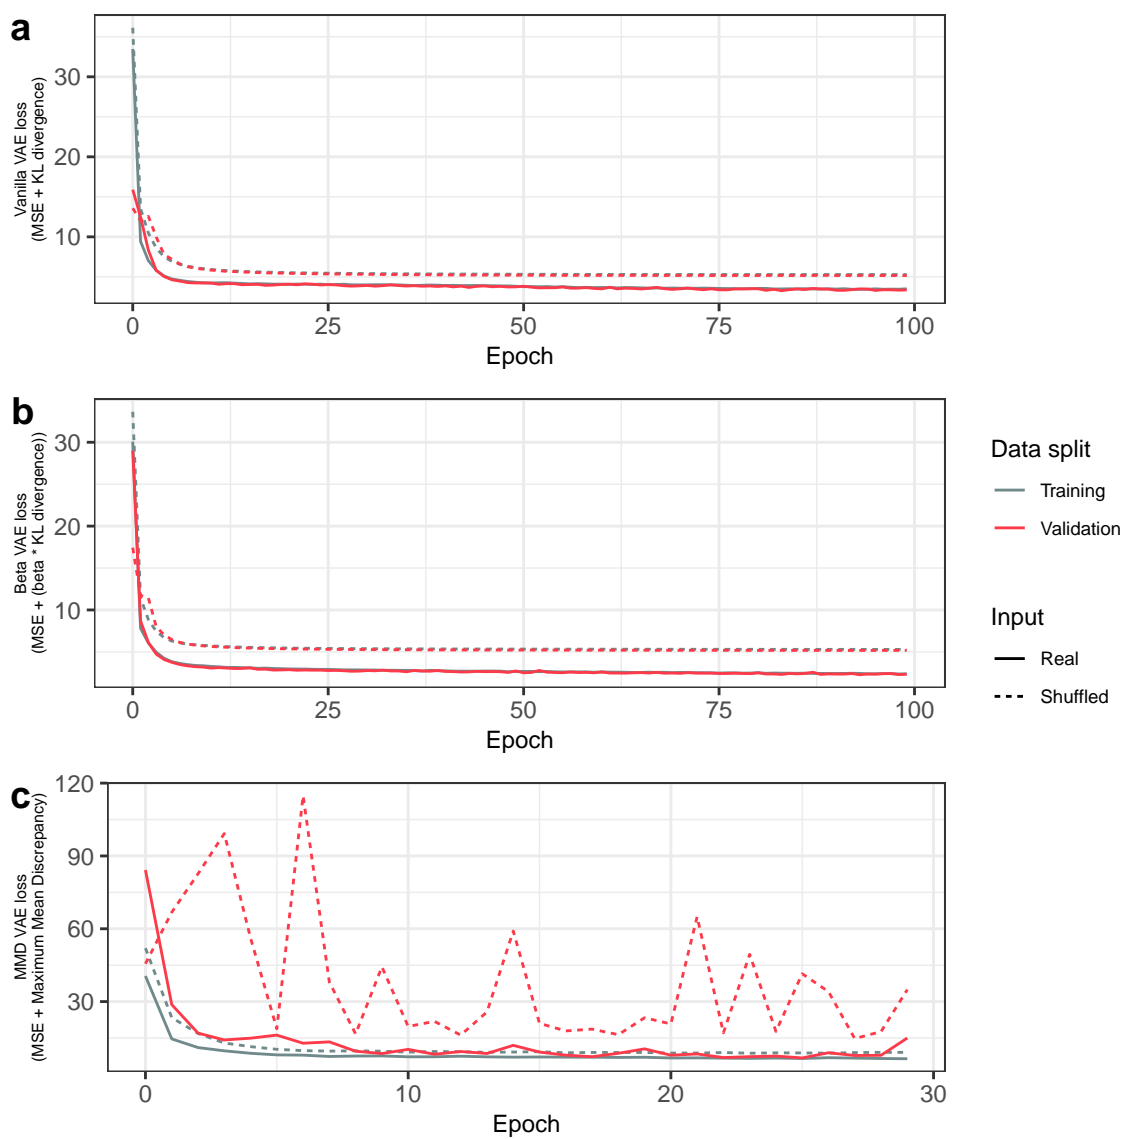 a
Vanilla VAE loss
(MSE + KL divergence)
30
20
10
0
25
50
75
100
Epoch
b
Beta VAE loss
(MSE + (beta * KL divergence))
30
20
10
0
25
50
75
100
Epoch
Data split
Training
Validation
Input
Real
Shuffled
c
MMD VAE loss
(MSE + Maximum Mean Discrepancy)
120
90
60
30
0
10
20
30
Epoch